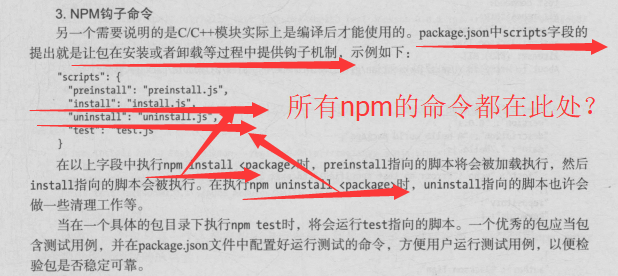 3. NPM钩子命令
另一个需要说明的是C/C++模块实际上是编译后才能使用的。package.json中scripts字段的
提出就是让包在安装或者卸载等过程中提供钩子机制，示例如下：
"scripts": {
"preinstall": "preinstall.js",
"install": "install.js",
"uninstall": "uninstall.js",
"test": "test.js"
}
所有npm的命令都在此处？
在以上字段中执行npm install <package>时，preinstall指向的脚本将会被加载执行，然后
install指向的脚本会被执行。在执行npm uninstall <package>时，uninstall指向的脚本也许会
做一些清理工作等。
当在一个具体的包目录下执行npm test时，将会运行test指向的脚本。一个优秀的包应当包
含测试用例，并在package.json文件中配置好运行测试的命令，方便用户运行测试用例，以便检
验包是否稳定可靠。